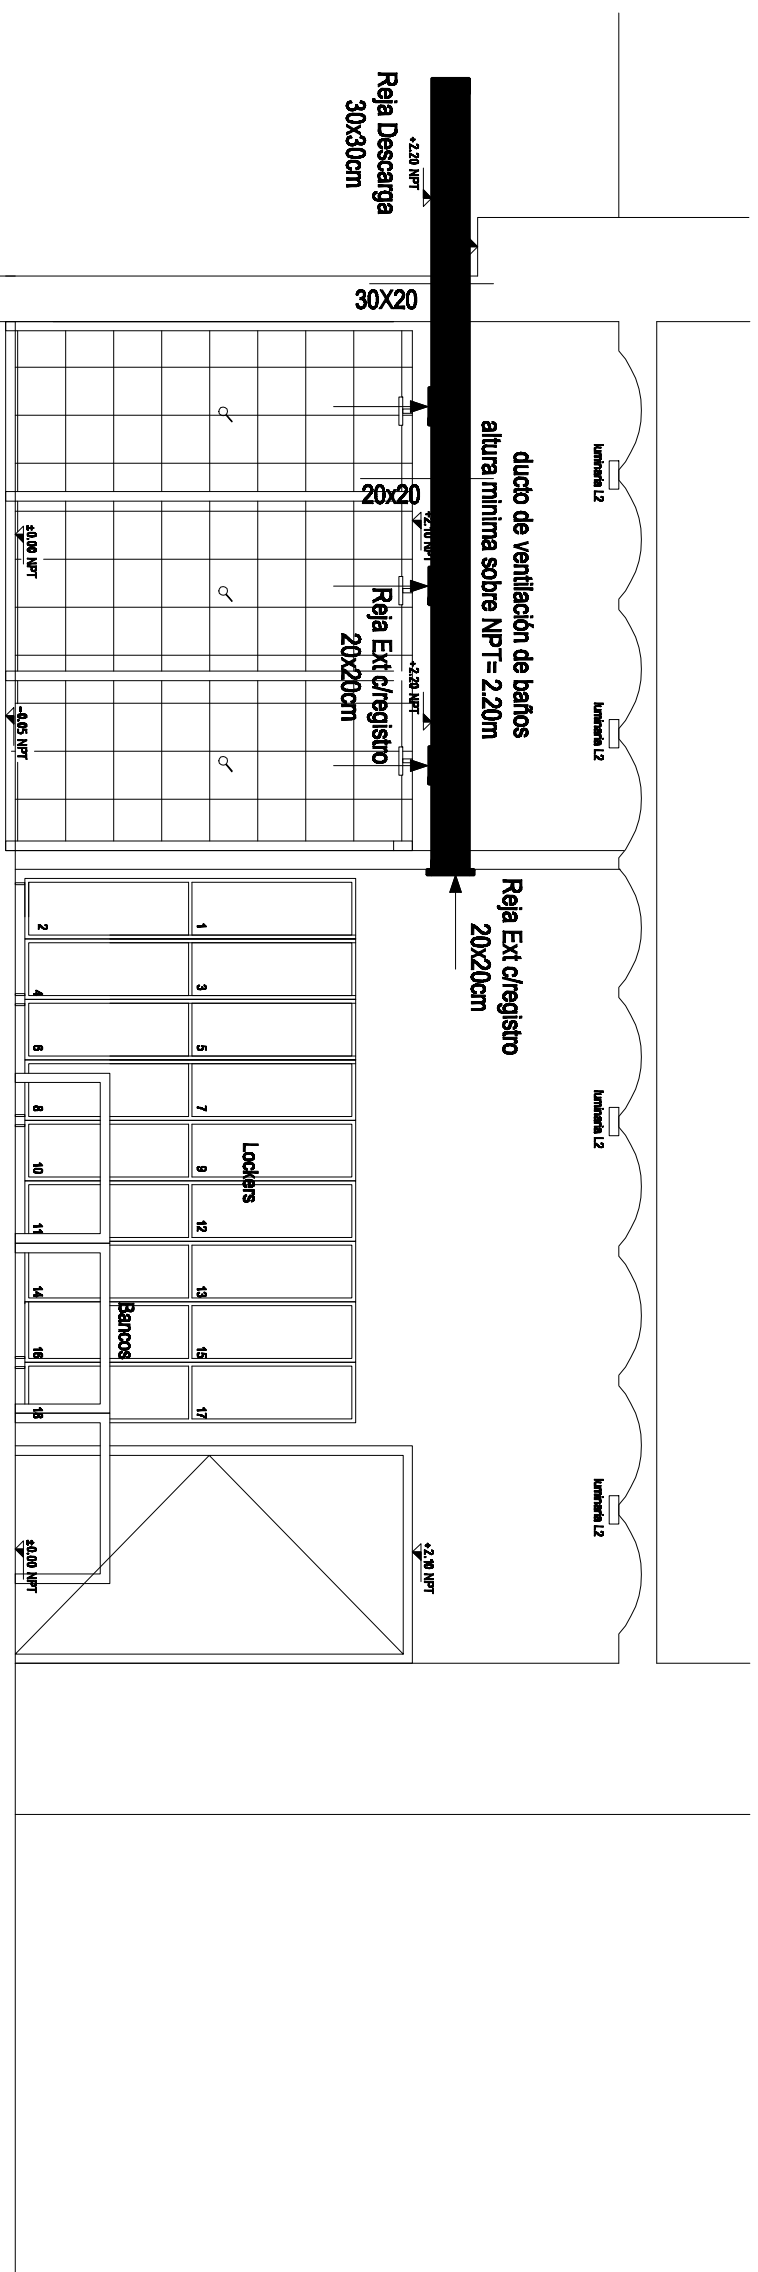 luminaria L2
luminaria L2
luminaria L2
luminaria L2
ducto de ventilación de baños
altura minima sobre NPT= 2.20m
Reja Ext c/registro
20x20cm
Reja Descarga
30x30cm
+2.20 NPT
30X20
20x20
+2.10 NPT
+2.20 NPT
Reja Ext c/registro
20x20cm
+2.10 NPT
Lockers
1
3
5
7
9
12
13
15
17
Bancos
2
4
6
8
10
11
14
16
18
±0.00 NPT
-0.05 NPT
±0.00 NPT